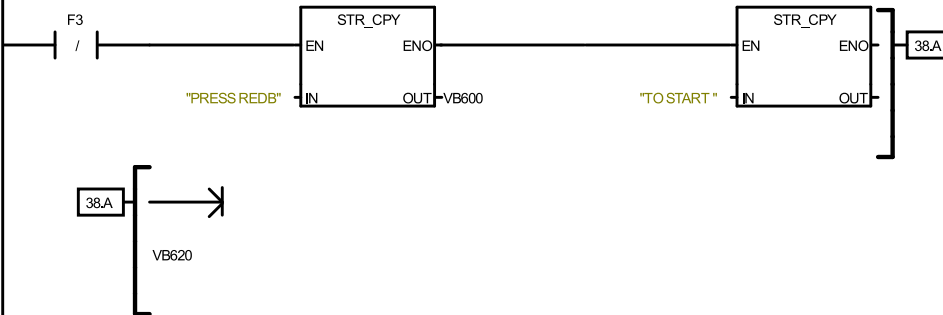 F3
/
STR_CPY STR_CPY
EN ENO EN ENO 38.A
"PRESS REDB" IN OUT VB600 "TO START " IN OUT
38.A
VB620